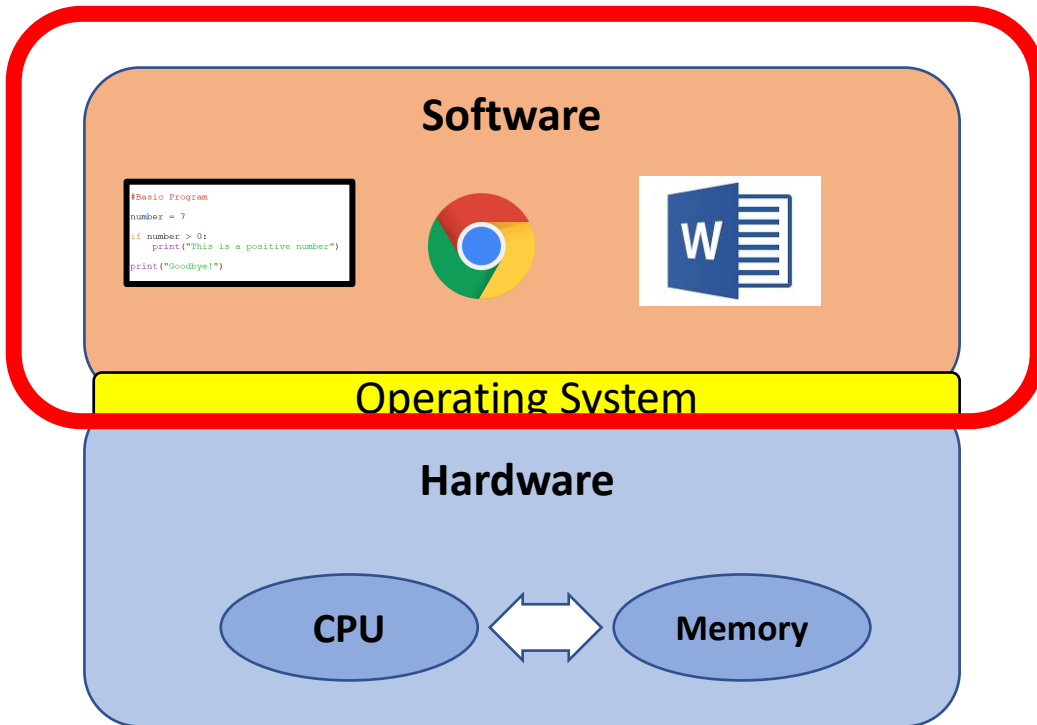 Software
#Basic Program
number = 7
if number > 0:
    print("This is a positive number")
print("Goodbye!")
W
Operating System
Hardware
CPU
Memory